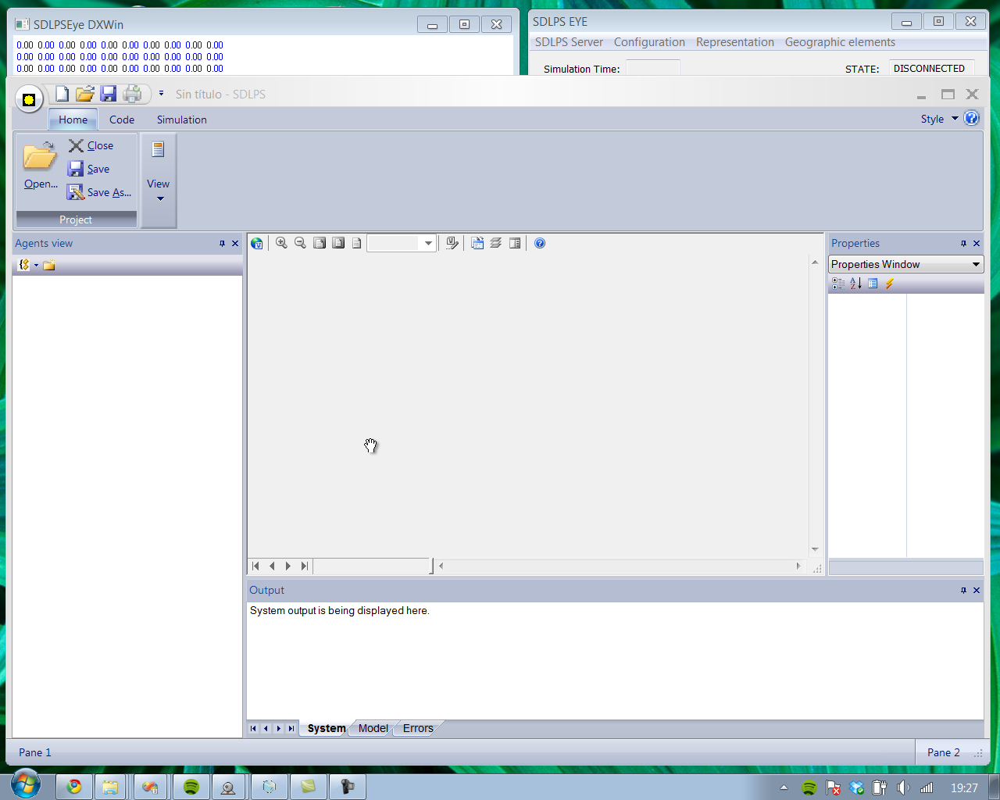 SDLPSEye DXWin
0.00 0.00 0.00 0.00 0.00 0.00 0.00 0.00 0.00 0.00
0.00 0.00 0.00 0.00 0.00 0.00 0.00 0.00 0.00 0.00
0.00 0.00 0.00 0.00 0.00 0.00 0.00 0.00 0.00 0.00
SDLPS EYE
SDLPS Server Configuration Representation Geographic elements
Simulation Time: STATE: DISCONNECTED
Sin título - SDLPS
Home Code Simulation Style
Open...
Close
Save
Save As...
Project
View
Agents view
Properties
Properties Window
Output
System output is being displayed here.
System Model Errors
Pane 1 Pane 2
19:27